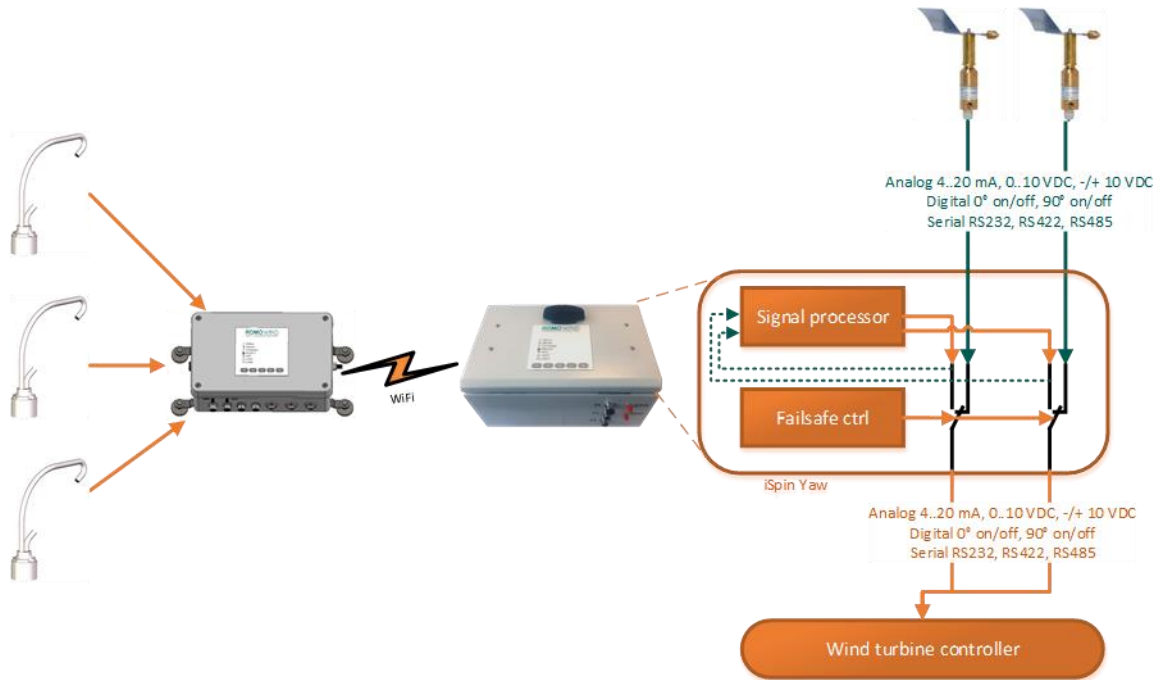 Analog 4..20 mA, 0..10 VDC, -/+ 10 VDC
Digital 0° on/off, 90° on/off
Serial RS232, RS422, RS485
Signal processor
ROMOWIND
WiFi
Failsafe ctrl
iSpin Yaw
Analog 4..20 mA, 0..10 VDC, -/+ 10 VDC
Digital 0° on/off, 90° on/off
Serial RS232, RS422, RS485
Wind turbine controller